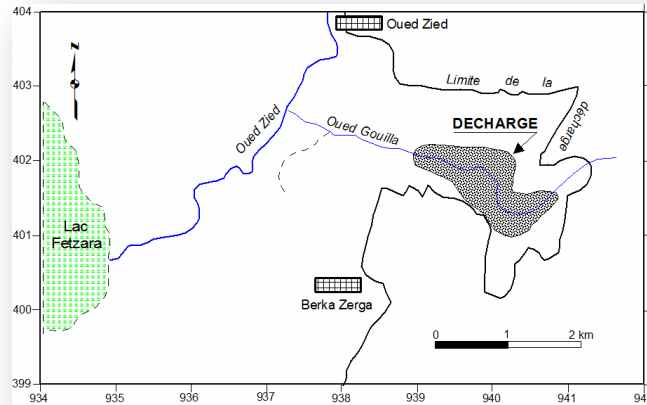 404
403
402
401
400
399
934
935
936
937
938
939
940
941
94
N
Oued Zied
Limite de la
décharge
DECHARGE
Oued Zied
Oued Gouilla
Lac
Fetzara
Berka Zerga
0 1 2 km